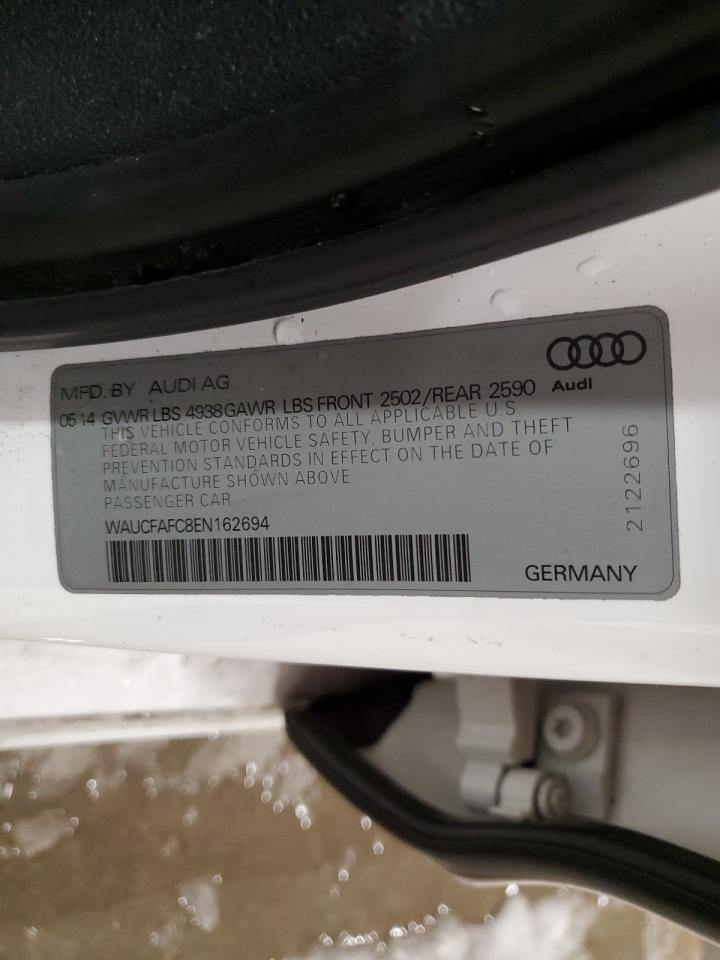 MFD. BY AUDI AG
Audi
05 14 GVWR LBS 4938 GAWR LBS FRONT 2502/REAR 2590
THIS VEHICLE CONFORMS TO ALL APPLICABLE U.S.
FEDERAL MOTOR VEHICLE SAFETY, BUMPER AND THEFT
PREVENTION STANDARDS IN EFFECT ON THE DATE OF
MANUFACTURE SHOWN ABOVE
PASSENGER CAR
WAUCFAFC8EN162694
GERMANY
2122696